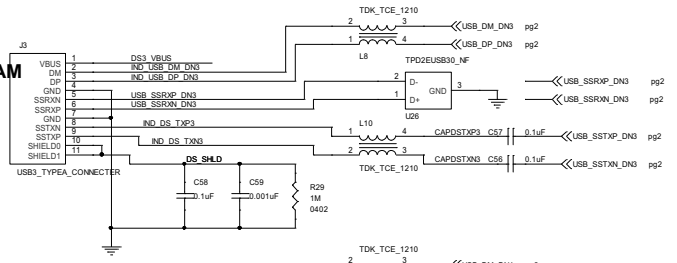 TDK_TCE_1210
2 3 USB_DM_DN3 pg2
1 4 USB_DP_DN3 pg2
L8
J3
AM
VBUS 1 DS3_VBUS
DM 2 IND_USB_DM_DN3
DP 3 IND_USB_DP_DN3
GND 4
SSRXN 5 USB_SSRXP_DN3
SSRXP 6 USB_SSRXN_DN3
GND 7
SSTXN 8 IND_DS_TXP3
SSTXP 9 IND_DS_TXN3
SHIELD0 10
SHIELD1 11
USB3_TYPEA_CONNECTER
TPD2EUSB30_NF
2 D- GND 3
1 D+
U26
USB_SSRXP_DN3 pg2
USB_SSRXN_DN3 pg2
L10
1 4 CAPDSTXP3 C57 0.1uF USB_SSTXP_DN3 pg2
2 3 CAPDSTXN3 C56 0.1uF USB_SSTXN_DN3 pg2
TDK_TCE_1210
DS_SHLD
C58
0.1uF
C59
0.001uF
R29
1M
0402
TDK_TCE_1210
2 3